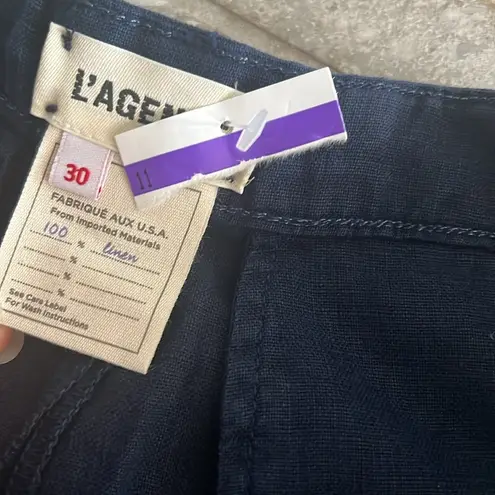 L'AGEN
11
30
FABRIQUÉ AUX U.S.A.
From Imported Materials
100 % linen
%
%
%
See Care Label
For Wash Instructions